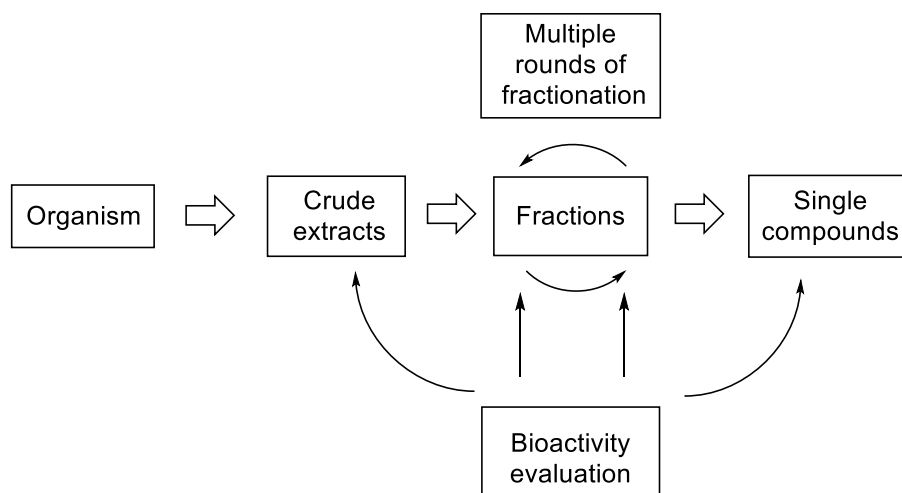 Multiple
rounds of
fractionation
Organism
Crude
extracts
Fractions
Single
compounds
Bioactivity
evaluation